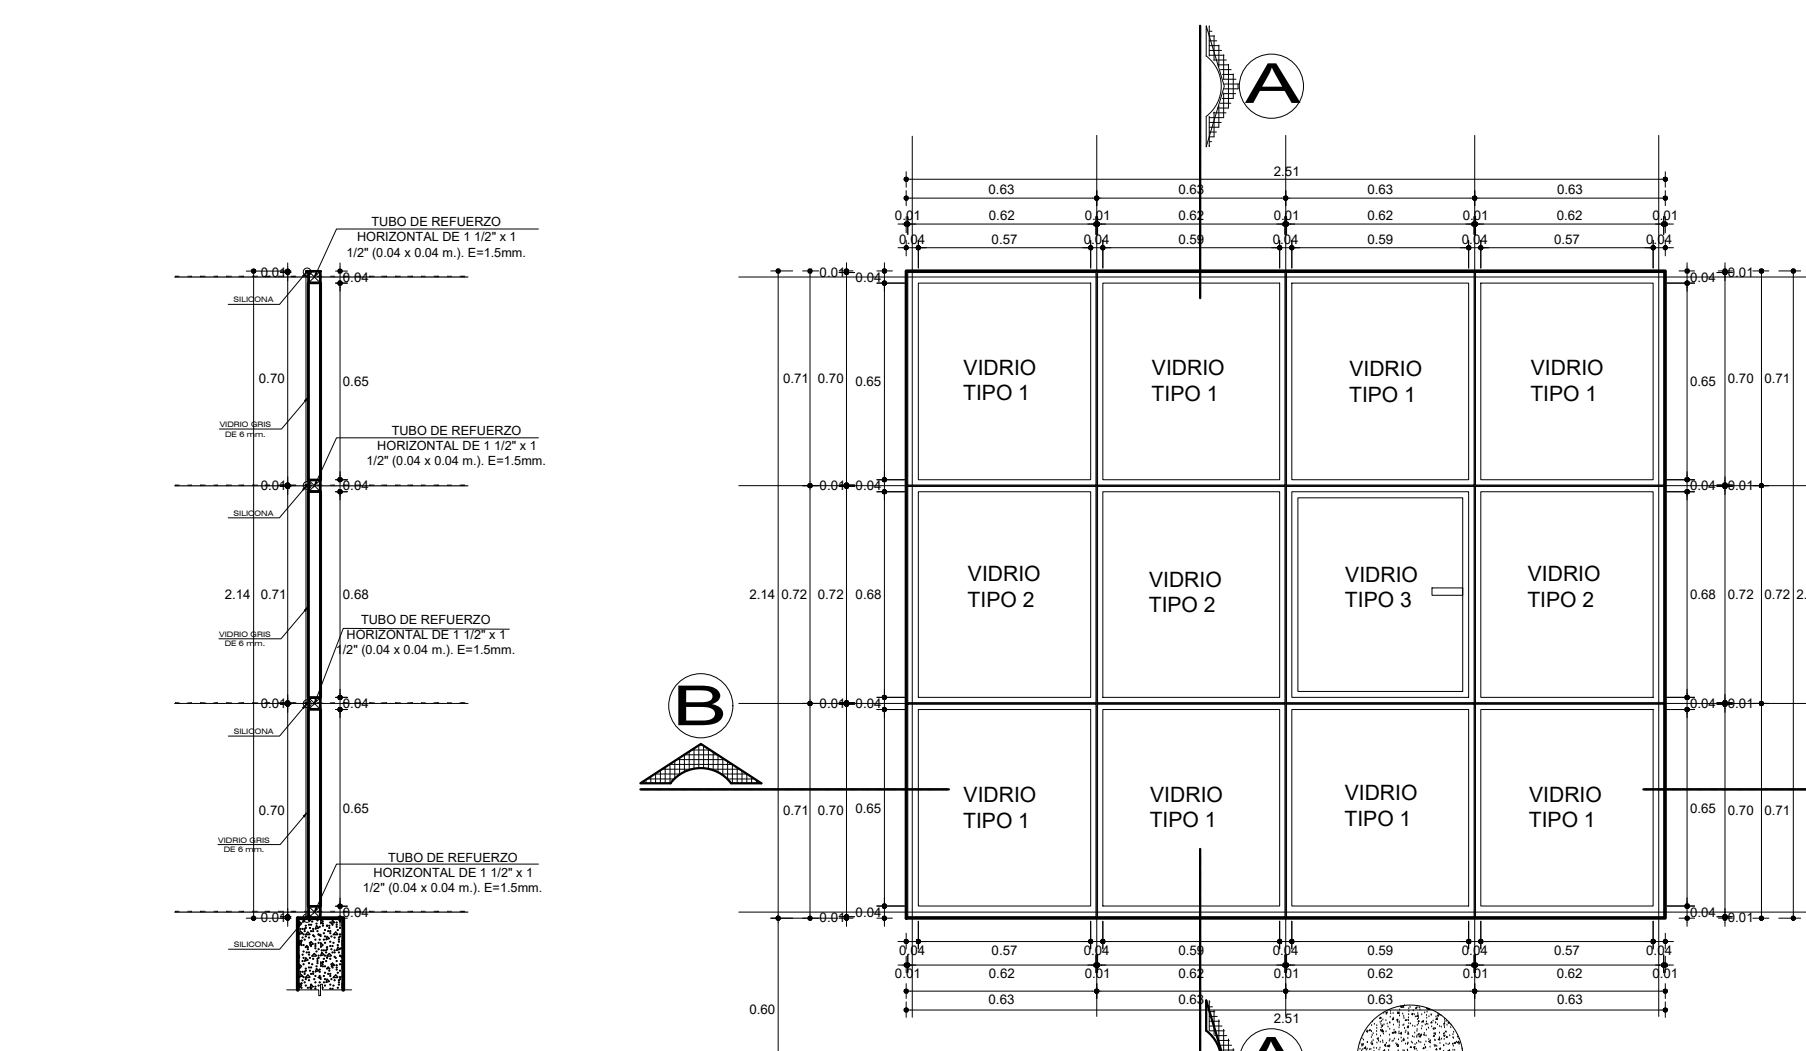 A
2.51
0.63 0.63 0.63 0.63
0.01 0.62 0.01 0.62 0.01 0.62 0.01 0.62 0.01
0.04 0.57 0.04 0.59 0.04 0.59 0.04 0.57 0.04
TUBO DE REFUERZO
HORIZONTAL DE 1 1/2" x 1
1/2" (0.04 x 0.04 m.). E=1.5mm.
0.01 0.04
SILICONA
0.70 0.65
VIDRIO GRIS
DE 6 mm.
TUBO DE REFUERZO
HORIZONTAL DE 1 1/2" x 1
1/2" (0.04 x 0.04 m.). E=1.5mm.
0.01 0.04
SILICONA
2.14 0.71 0.68
VIDRIO GRIS
DE 6 mm.
TUBO DE REFUERZO
HORIZONTAL DE 1 1/2" x 1
1/2" (0.04 x 0.04 m.). E=1.5mm.
0.01 0.04
SILICONA
0.70 0.65
VIDRIO GRIS
DE 6 mm.
TUBO DE REFUERZO
HORIZONTAL DE 1 1/2" x 1
1/2" (0.04 x 0.04 m.). E=1.5mm.
0.01 0.04
SILICONA
0.01 0.04 0.04 0.01
VIDRIO VIDRIO VIDRIO VIDRIO
TIPO 1 TIPO 1 TIPO 1 TIPO 1
0.71 0.70 0.65 0.65 0.70 0.71
0.01 0.04 0.04 0.01
VIDRIO VIDRIO VIDRIO VIDRIO
TIPO 2 TIPO 2 TIPO 3 TIPO 2
2.14 0.72 0.72 0.68 0.68 0.72 0.72 2.
B
0.01 0.04 0.04 0.01
VIDRIO VIDRIO VIDRIO VIDRIO
TIPO 1 TIPO 1 TIPO 1 TIPO 1
0.71 0.70 0.65 0.65 0.70 0.71
0.01 0.04 0.04 0.01
0.04 0.57 0.04 0.59 0.04 0.59 0.04 0.57 0.04
0.01 0.62 0.01 0.62 0.01 0.62 0.01 0.62 0.01
0.63 0.63 0.63 0.63
0.60
2.51
A